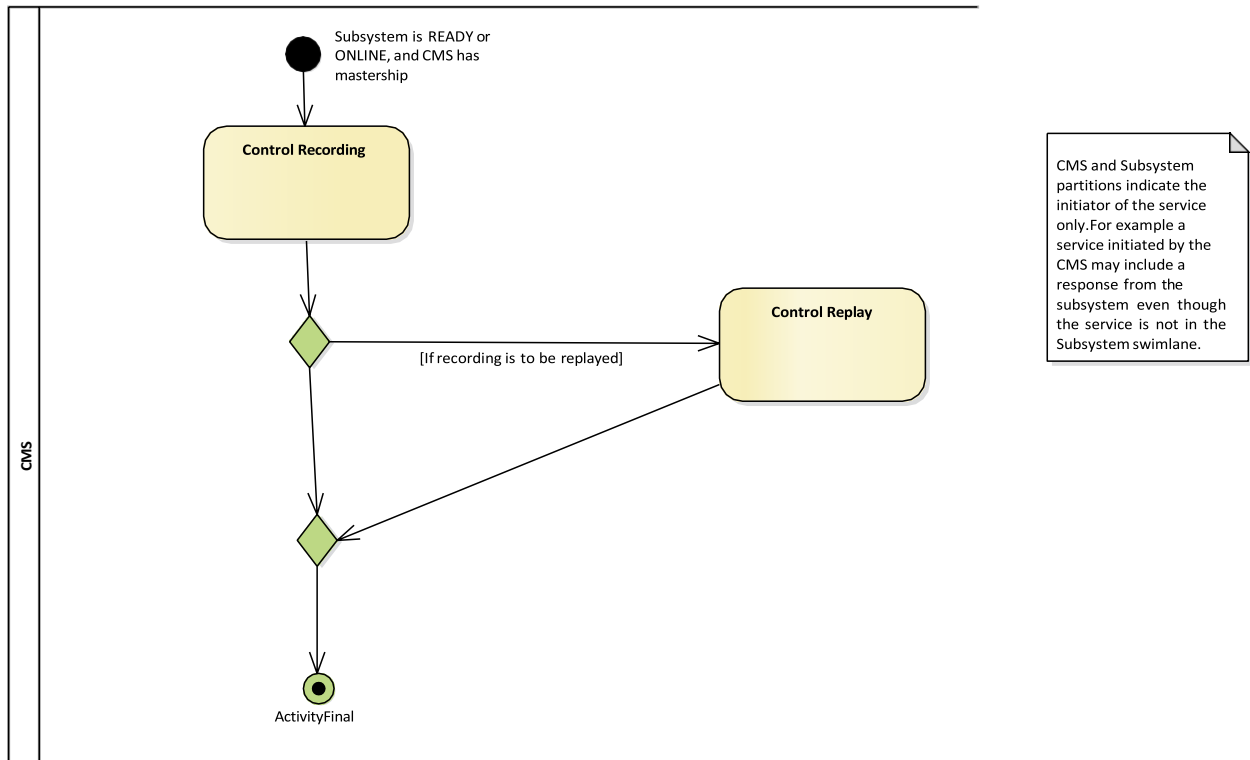 Subsystem is READY or
ONLINE, and CMS has
mastership
Control Recording
CMS and Subsystem
partitions indicate the
initiator of the service
only.For example a
service initiated by the
CMS may include a
response from the
subsystem even though
the service is not in the
Subsystem swimlane.
Control Replay
[If recording is to be replayed]
CMS
ActivityFinal